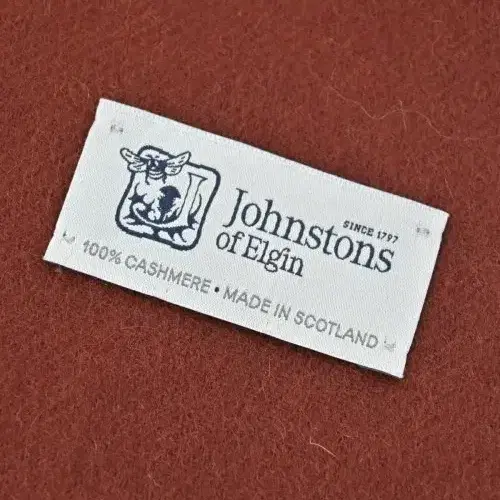 SINCE 1797
Johnstons
of Elgin
100% CASHMERE • MADE IN SCOTLAND